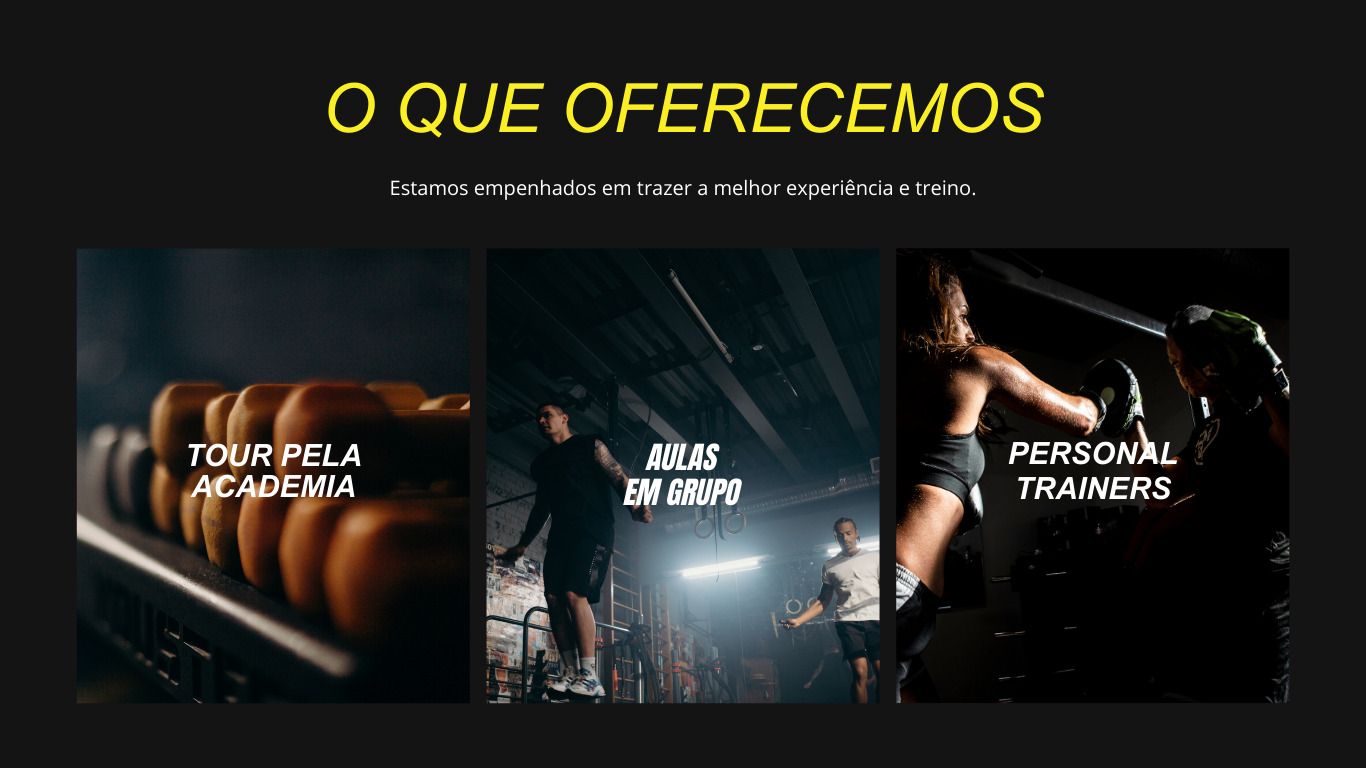 O QUE OFERECEMOS
Estamos empenhados em trazer a melhor experiência e treino.
TOUR PELA
ACADEMIA
AULAS
EM GRUPO
PERSONAL
TRAINERS